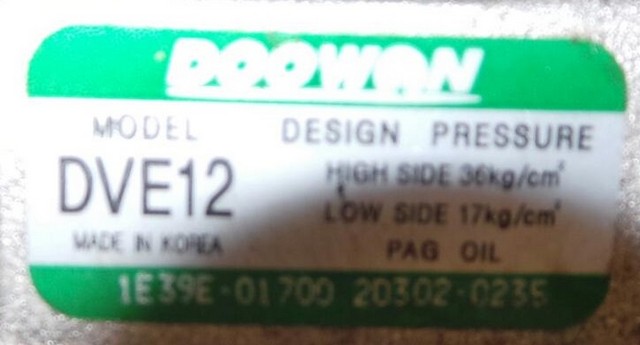 DOOWON
MODEL
DVE12
MADE IN KOREA
DESIGN PRESSURE
HIGH SIDE 36kg/cm²
LOW SIDE 17kg/cm²
PAG OIL
1E39E-01700 20302-0235